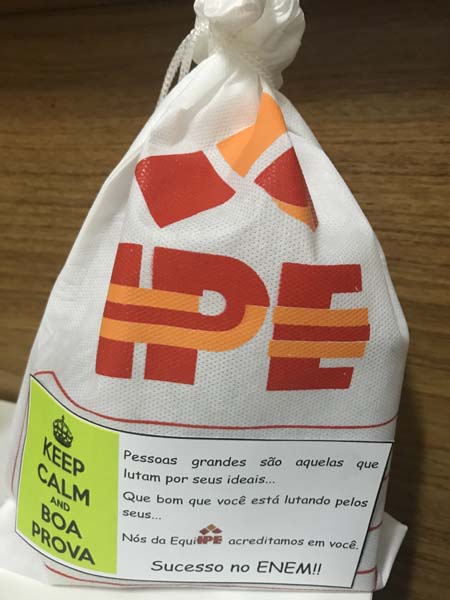 IPE
KEEP
CALM
AND
BOA
PROVA
Pessoas grandes são aquelas que
lutam por seus ideais...
Que bom que você está lutando pelos
seus...
Nós da EquiIPE acreditamos em você.
Sucesso no ENEM!!